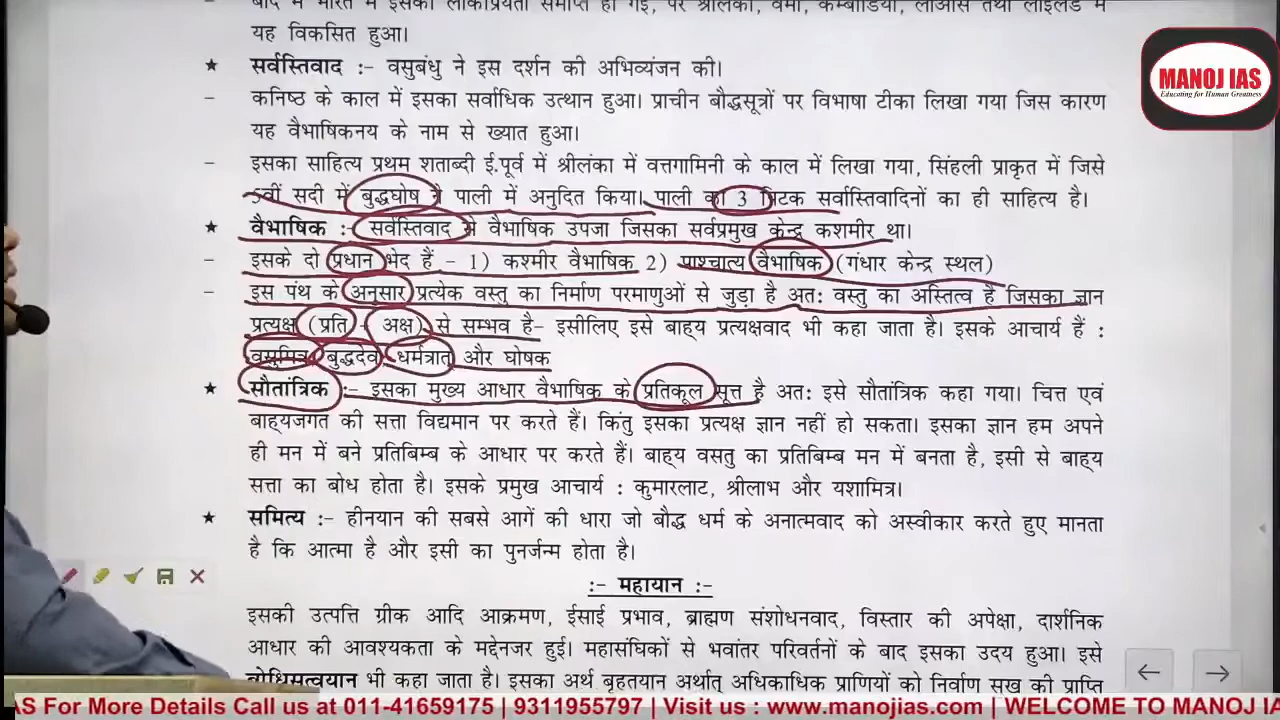 बाद में भारत में इसकी लोकप्रियता समाप्त हो गई, पर श्रीलंका, वर्मा, कम्बोडिया, लाओस तथा लाइलैंड में
यह विकसित हुआ।
★ सर्वस्तिवाद :- वसुबंधु ने इस दर्शन की अभिव्यंजन की।
- कनिष्ठ के काल में इसका सर्वाधिक उत्थान हुआ। प्राचीन बौद्धसूत्रों पर विभाषा टीका लिखा गया जिस कारण
यह वैभाषिकनय के नाम से ख्यात हुआ।
- इसका साहित्य प्रथम शताब्दी ई.पूर्व में श्रीलंका में वत्तगामिनी के काल में लिखा गया, सिंहली प्राकृत में जिसे
5वीं सदी में बुद्धघोष ने पाली में अनुदित किया। पाली का 3 पिटक सर्वास्तिवादिनों का ही साहित्य है।
★ वैभाषिक :- सर्वस्तिवाद से वैभाषिक उपजा जिसका सर्वप्रमुख केन्द्र कशमीर था।
- इसके दो प्रधान भेद हैं - 1) कश्मीर वैभाषिक 2) पाश्चात्य वैभाषिक (गंधार केन्द्र स्थल)
- इस पंथ के अनुसार प्रत्येक वस्तु का निर्माण परमाणुओं से जुड़ा है अतः वस्तु का अस्तित्व है जिसका ज्ञान
प्रत्यक्ष (प्रति - अक्ष) से सम्भव है- इसीलिए इसे बाह्य प्रत्यक्षवाद भी कहा जाता है। इसके आचार्य हैं :
वसुमित्र, बुद्धदेव, धर्मत्रात और घोषक
★ सौतांत्रिक :- इसका मुख्य आधार वैभाषिक के प्रतिकूल सूत्त है अतः इसे सौतांत्रिक कहा गया। चित्त एवं
बाह्यजगत की सत्ता विद्यमान पर करते हैं। किंतु इसका प्रत्यक्ष ज्ञान नहीं हो सकता। इसका ज्ञान हम अपने
ही मन में बने प्रतिबिम्ब के आधार पर करते हैं। बाह्य वसतु का प्रतिबिम्ब मन में बनता है, इसी से बाह्य
सत्ता का बोध होता है। इसके प्रमुख आचार्य : कुमारलाट, श्रीलाभ और यशामित्र।
★ समित्य :- हीनयान की सबसे आगें की धारा जो बौद्ध धर्म के अनात्मवाद को अस्वीकार करते हुए मानता
है कि आत्मा है और इसी का पुनर्जन्म होता है।
:- महायान :-
इसकी उत्पत्ति ग्रीक आदि आक्रमण, ईसाई प्रभाव, ब्राह्मण संशोधनवाद, विस्तार की अपेक्षा, दार्शनिक
आधार की आवश्यकता के मद्देनजर हुई। महासंघिकों से भवांतर परिवर्तनों के बाद इसका उदय हुआ। इसे
बोधिसत्वयान भी कहा जाता है। इसका अर्थ बृहतयान अर्थात् अधिकाधिक प्राणियों को निर्वाण सुख की प्राप्ति
MANOJ IAS
Educating for Human Greatness
AS For More Details Call us at 011-41659175 | 9311955797 | Visit us : www.manojias.com | WELCOME TO MANOJ IA